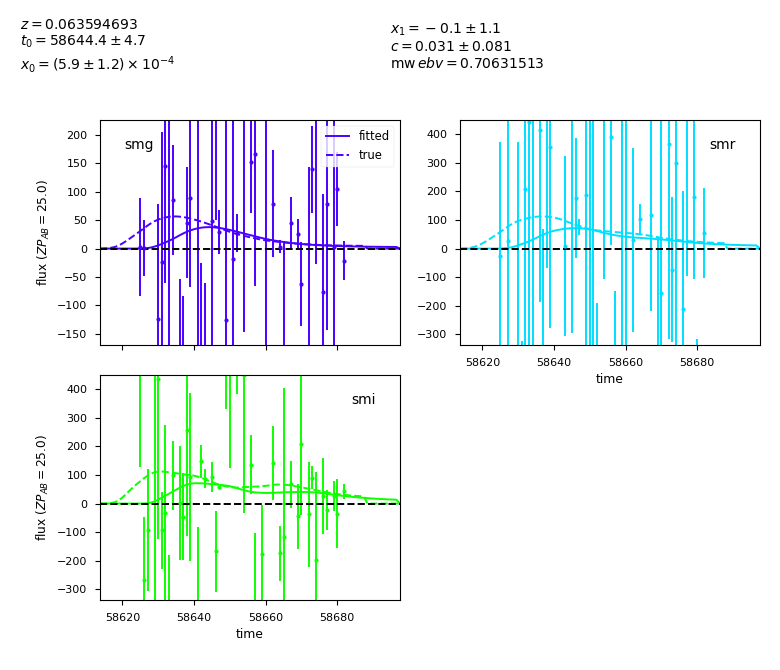 z = 0.063594693
t₀ = 58644.4 ± 4.7
x₀ = (5.9 ± 1.2) × 10⁻⁴
x₁ = −0.1 ± 1.1
c = 0.031 ± 0.081
mw ebv = 0.70631513
smg
fitted
true
200
150
100
50
0
−50
−100
−150
flux (ZP_AB = 25.0)
smr
400
300
200
100
0
−100
−200
−300
58620 58640 58660 58680
time
smi
400
300
200
100
0
−100
−200
−300
flux (ZP_AB = 25.0)
58620 58640 58660 58680
time